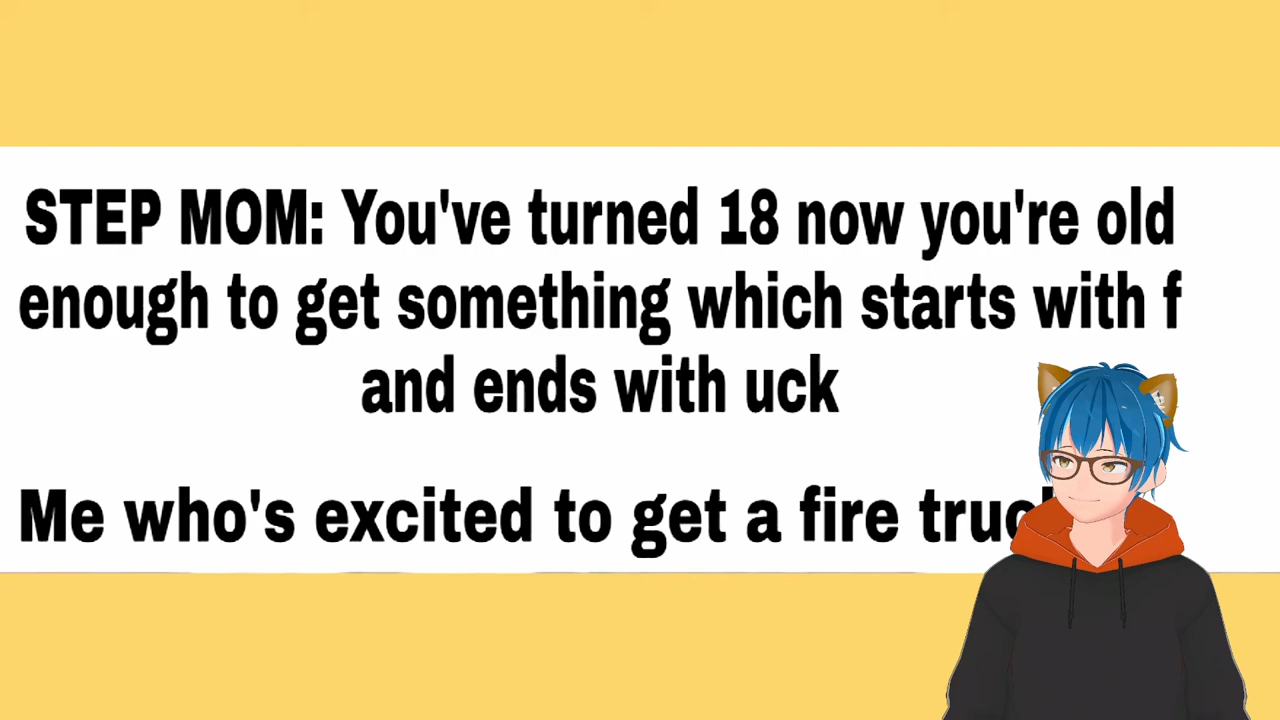 STEP MOM: You've turned 18 now you're old
enough to get something which starts with f
and ends with uck
Me who's excited to get a fire